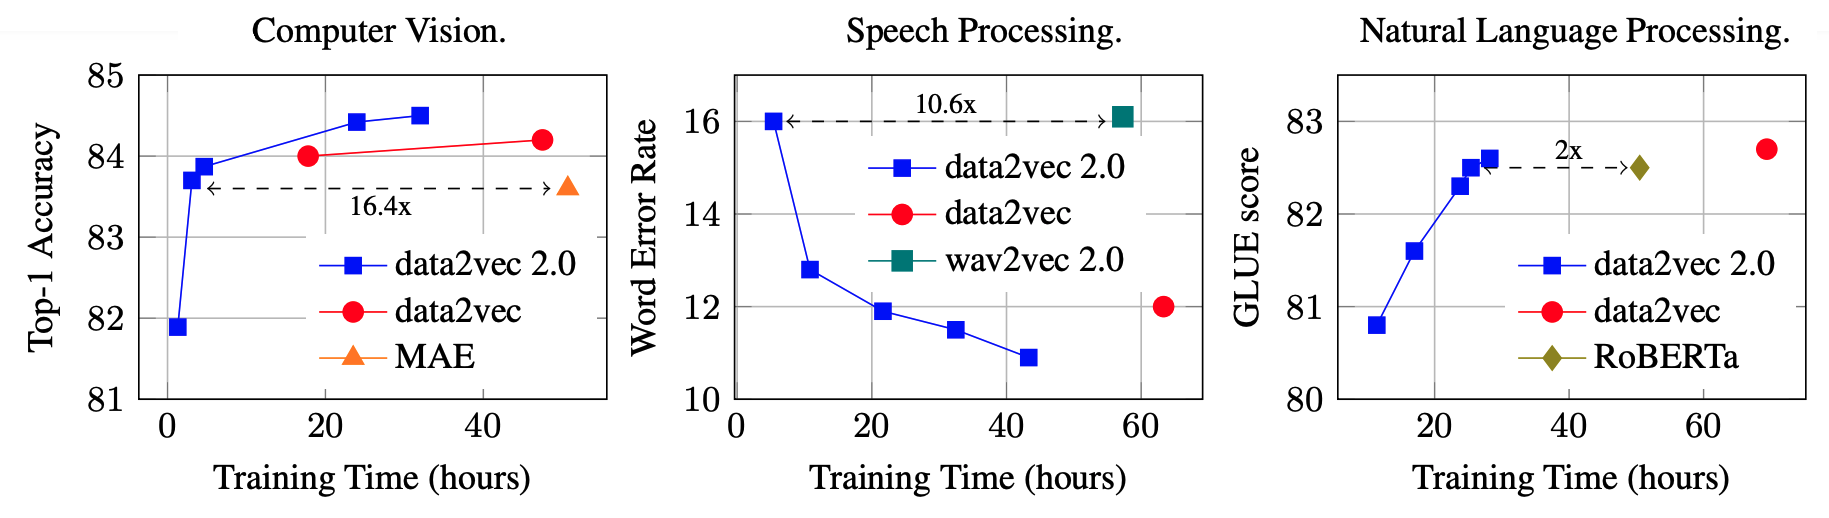 Computer Vision.
85
84
83
82
81
0
20
40
Top-1 Accuracy
Training Time (hours)
16.4x
data2vec 2.0
data2vec
MAE
Speech Processing.
16
14
12
10
0
20
40
60
Word Error Rate
Training Time (hours)
10.6x
data2vec 2.0
data2vec
wav2vec 2.0
Natural Language Processing.
83
82
81
80
20
40
60
GLUE score
Training Time (hours)
2x
data2vec 2.0
data2vec
RoBERTa